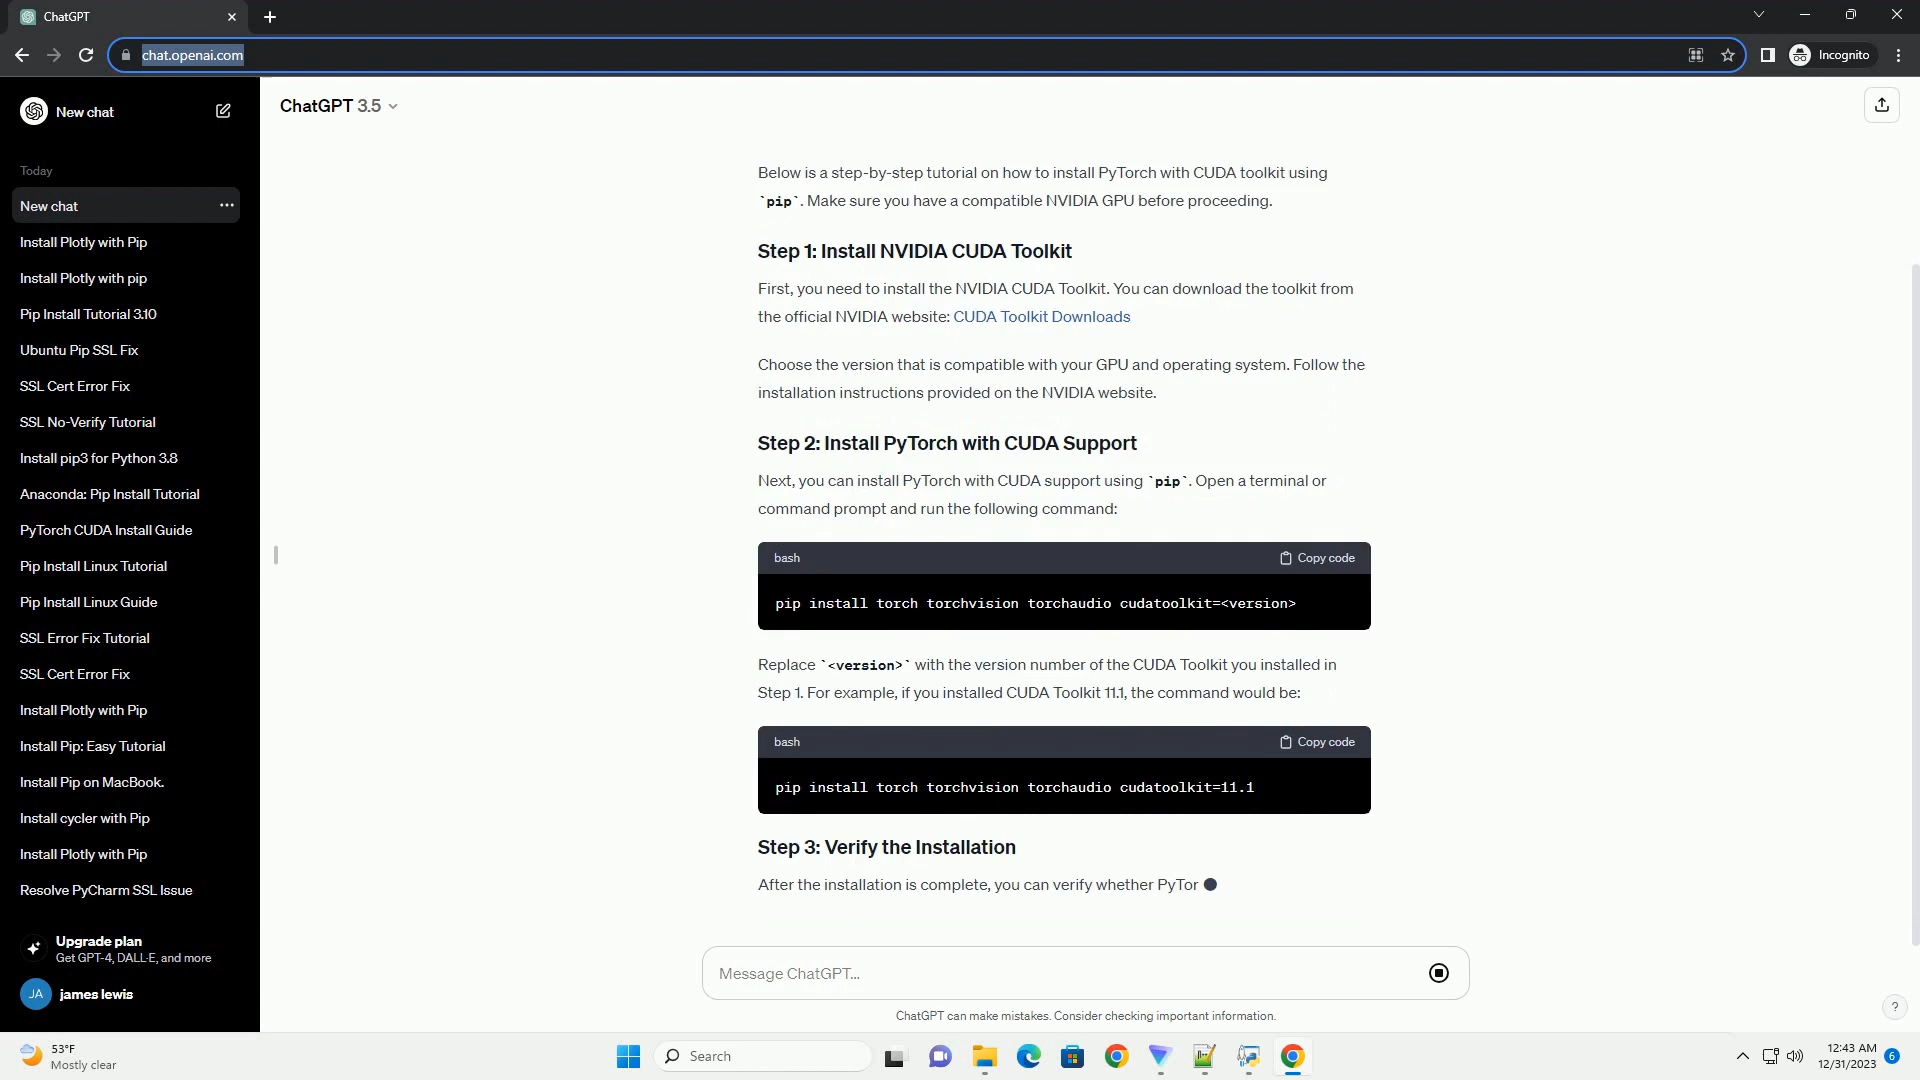 ChatGPT
chat.openai.com
Incognito
New chat
Today
New chat
Install Plotly with Pip
Install Plotly with pip
Pip Install Tutorial 3.10
Ubuntu Pip SSL Fix
SSL Cert Error Fix
SSL No-Verify Tutorial
Install pip3 for Python 3.8
Anaconda: Pip Install Tutorial
PyTorch CUDA Install Guide
Pip Install Linux Tutorial
Pip Install Linux Guide
SSL Error Fix Tutorial
SSL Cert Error Fix
Install Plotly with Pip
Install Pip: Easy Tutorial
Install Pip on MacBook.
Install cycler with Pip
Install Plotly with Pip
Resolve PyCharm SSL Issue
Upgrade plan
Get GPT-4, DALL·E, and more
JA
james lewis
ChatGPT 3.5
Below is a step-by-step tutorial on how to install PyTorch with CUDA toolkit using
`pip`. Make sure you have a compatible NVIDIA GPU before proceeding.
Step 1: Install NVIDIA CUDA Toolkit
First, you need to install the NVIDIA CUDA Toolkit. You can download the toolkit from
the official NVIDIA website: CUDA Toolkit Downloads
Choose the version that is compatible with your GPU and operating system. Follow the
installation instructions provided on the NVIDIA website.
Step 2: Install PyTorch with CUDA Support
Next, you can install PyTorch with CUDA support using `pip`. Open a terminal or
command prompt and run the following command:
bash
Copy code
pip install torch torchvision torchaudio cudatoolkit=<version>
Replace `<version>` with the version number of the CUDA Toolkit you installed in
Step 1. For example, if you installed CUDA Toolkit 11.1, the command would be:
bash
Copy code
pip install torch torchvision torchaudio cudatoolkit=11.1
Step 3: Verify the Installation
After the installation is complete, you can verify whether PyTor
Message ChatGPT...
ChatGPT can make mistakes. Consider checking important information.
?
53°F
Mostly clear
Search
12:43 AM
12/31/2023
6